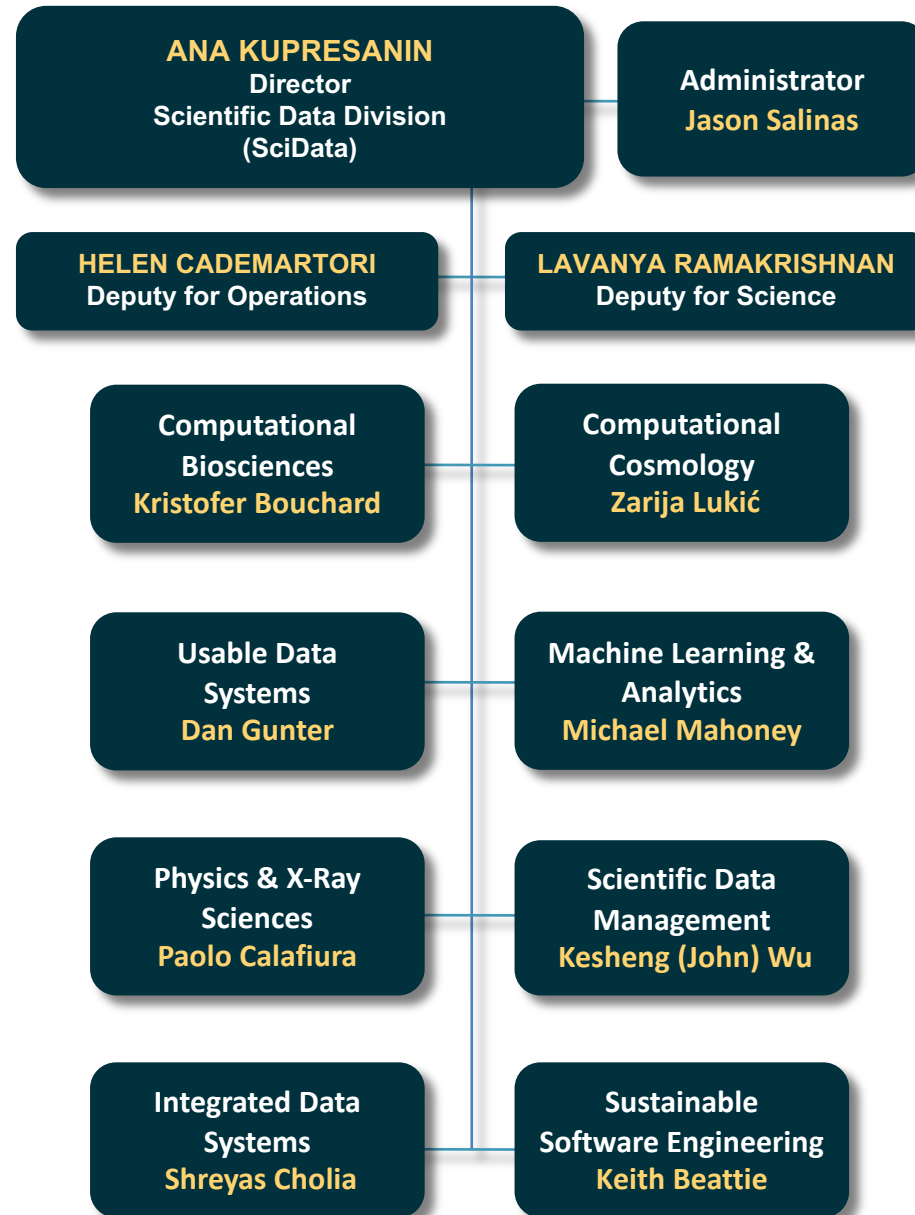 ANA KUPRESANIN
Director
Scientific Data Division
(SciData)
Administrator
Jason Salinas
HELEN CADEMARTORI
Deputy for Operations
LAVANYA RAMAKRISHNAN
Deputy for Science
Computational
Biosciences
Kristofer Bouchard
Computational
Cosmology
Zarija Lukić
Usable Data
Systems
Dan Gunter
Machine Learning &
Analytics
Michael Mahoney
Physics & X-Ray
Sciences
Paolo Calafiura
Scientific Data
Management
Kesheng (John) Wu
Integrated Data
Systems
Shreyas Cholia
Sustainable
Software Engineering
Keith Beattie